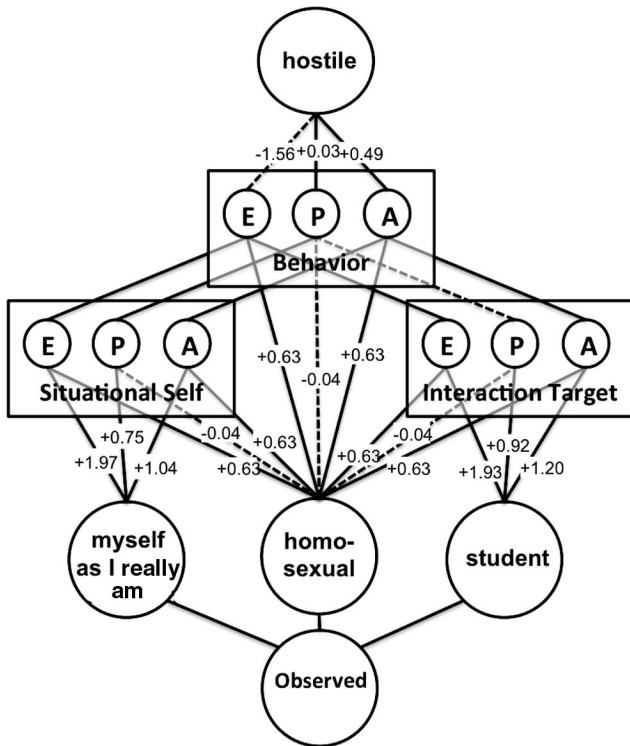 hostile
-1.56 +0.03 +0.49
E P A
Behavior
E P A
Situational Self
E P A
Interaction Target
+0.63 +0.63
-0.04
+0.75 -0.04 +0.63 -0.04 +0.92
+1.97 +1.04 +0.63 +0.63 +0.63 +1.93 +1.20
myself
as I really
am
homo-
sexual
student
Observed